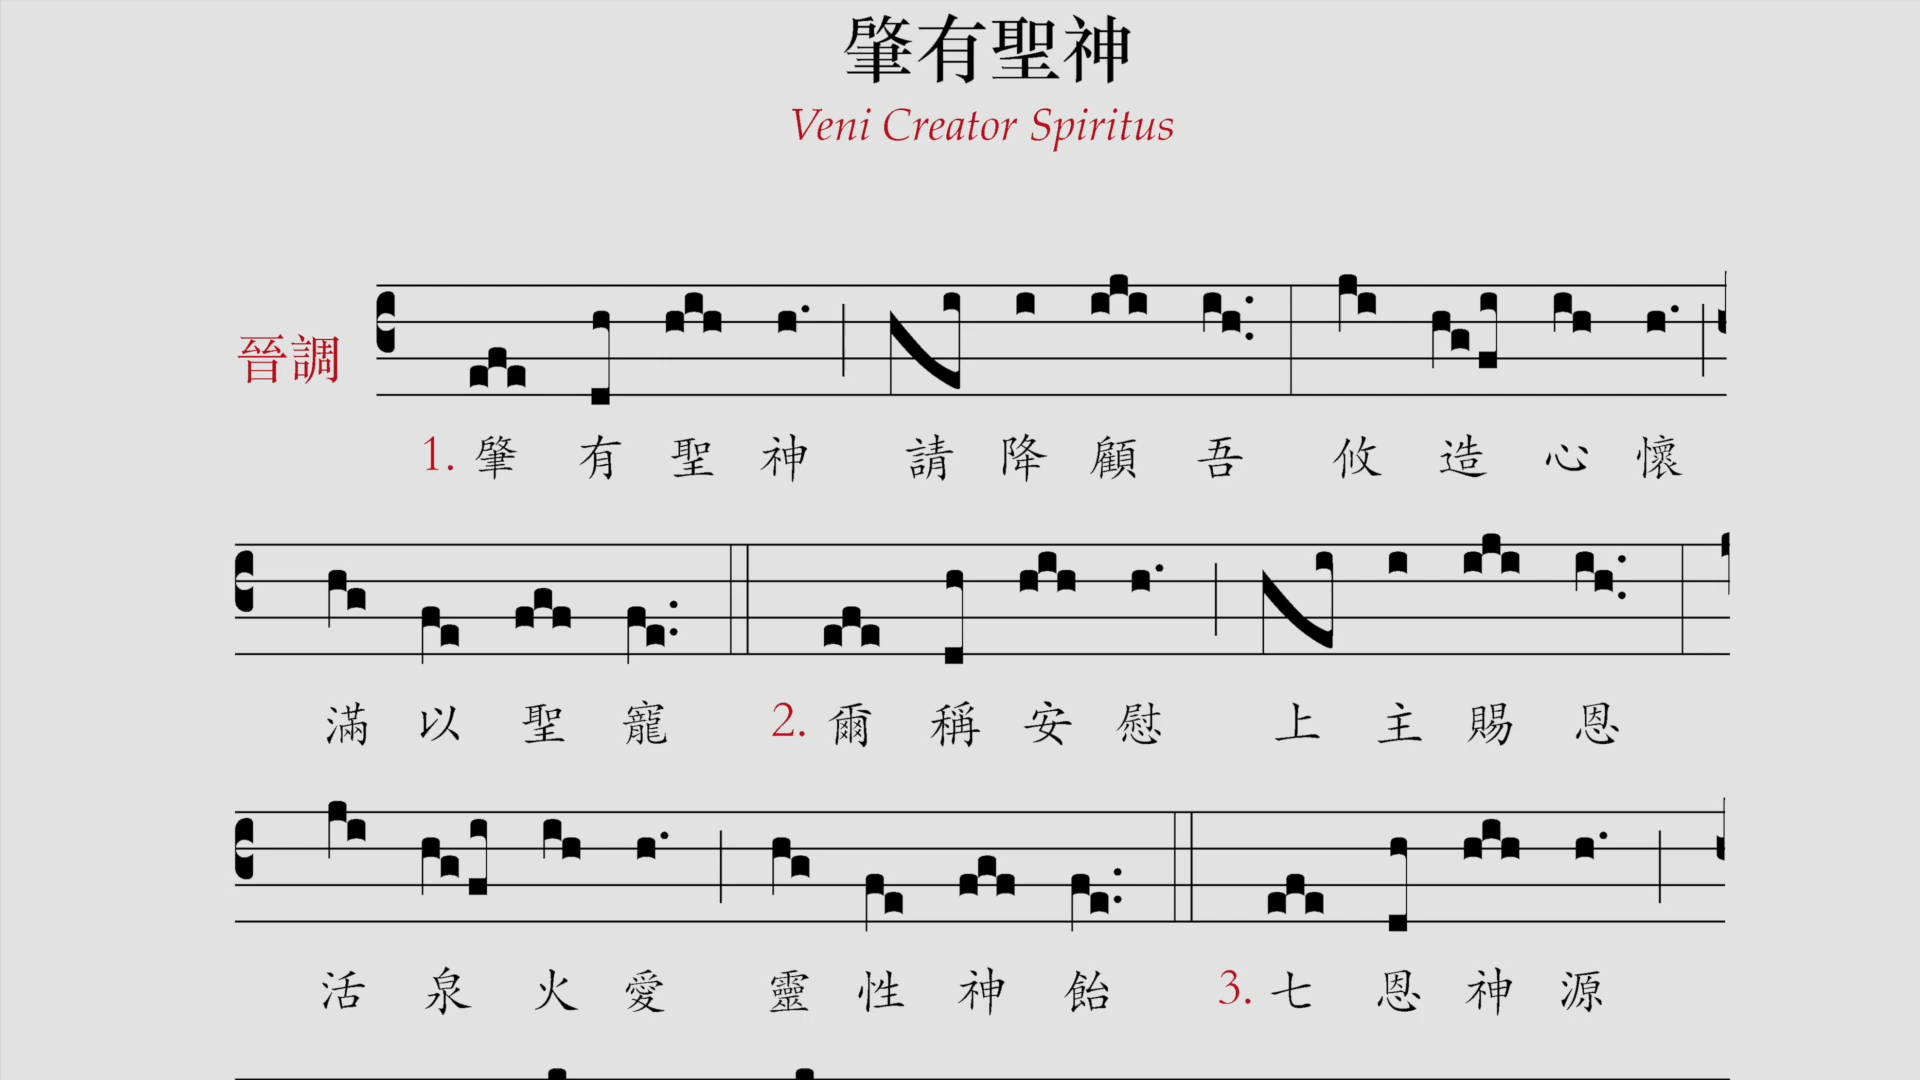 肇有聖神
Veni Creator Spiritus
晉調
1. 肇有聖神 請降顧吾 攸造心懷
滿以聖寵 2. 爾稱安慰 上主賜恩
活泉火愛 靈性神飴 3. 七恩神源